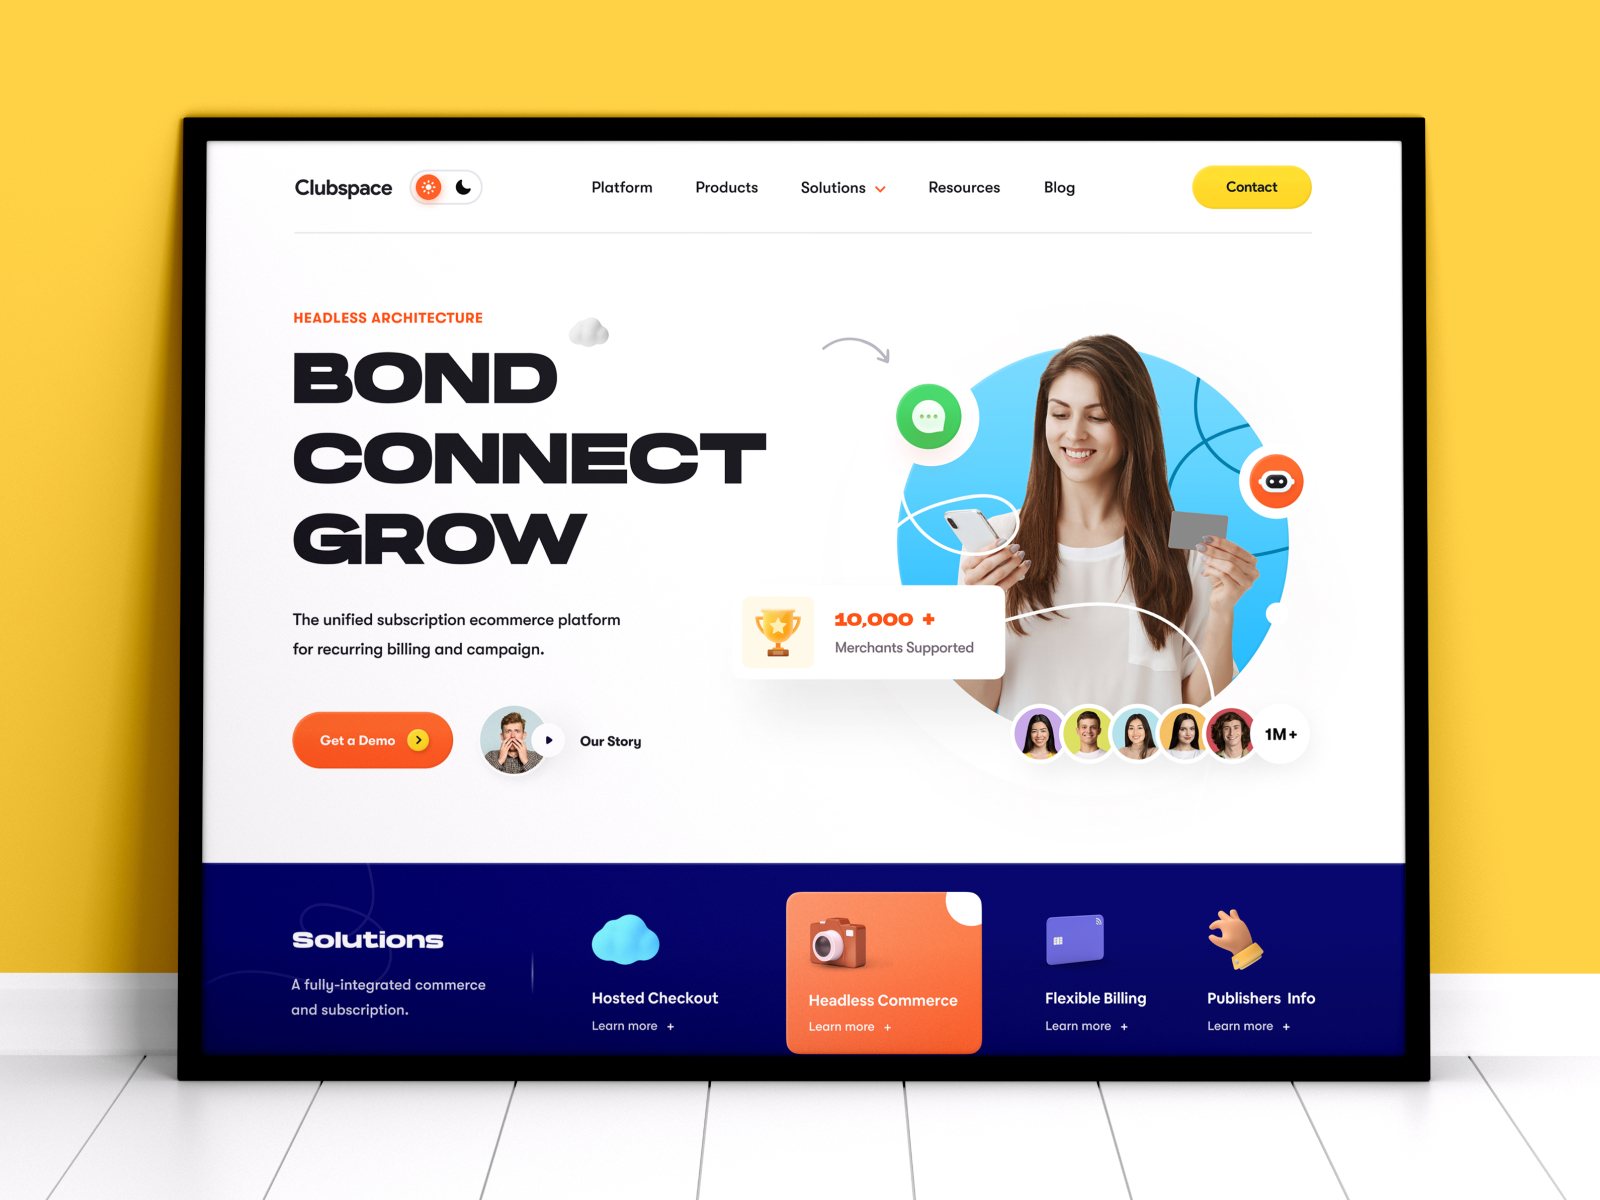 Clubspace
Platform
Products
Solutions
Resources
Blog
Contact
HEADLESS ARCHITECTURE
BOND
CONNECT
GROW
The unified subscription ecommerce platform
for recurring billing and campaign.
Get a Demo
Our Story
10,000 +
Merchants Supported
1M+
Solutions
A fully-integrated commerce
and subscription.
Hosted Checkout
Learn more +
Headless Commerce
Learn more +
Flexible Billing
Learn more +
Publishers Info
Learn more +